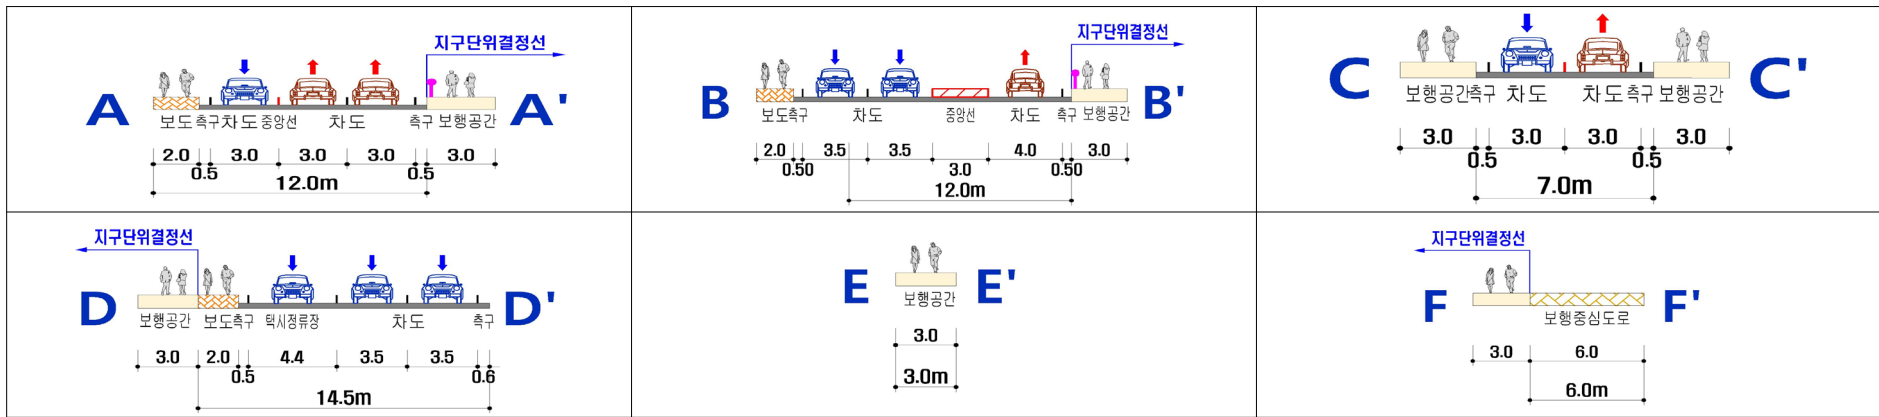 지구단위결정선
A
A'
보도 측구 차도 중앙선 차도 측구 보행공간
2.0 3.0 3.0 3.0 3.0
0.5 0.5
12.0m
지구단위결정선
B
B'
보도 측구 차도 중앙선 차도 측구 보행공간
2.0 3.5 3.5 4.0 3.0
0.50 3.0 0.50
12.0m
C
C'
보행공간 측구 차도 차도 측구 보행공간
3.0 3.0 3.0 3.0
0.5 0.5
7.0m
지구단위결정선
D
D'
보행공간 보도 측구 택시정류장 차도 측구
3.0 2.0 4.4 3.5 3.5
0.5 0.6
14.5m
E
E'
보행공간
3.0
3.0m
지구단위결정선
F
F'
보행중심도로
3.0 6.0
6.0m